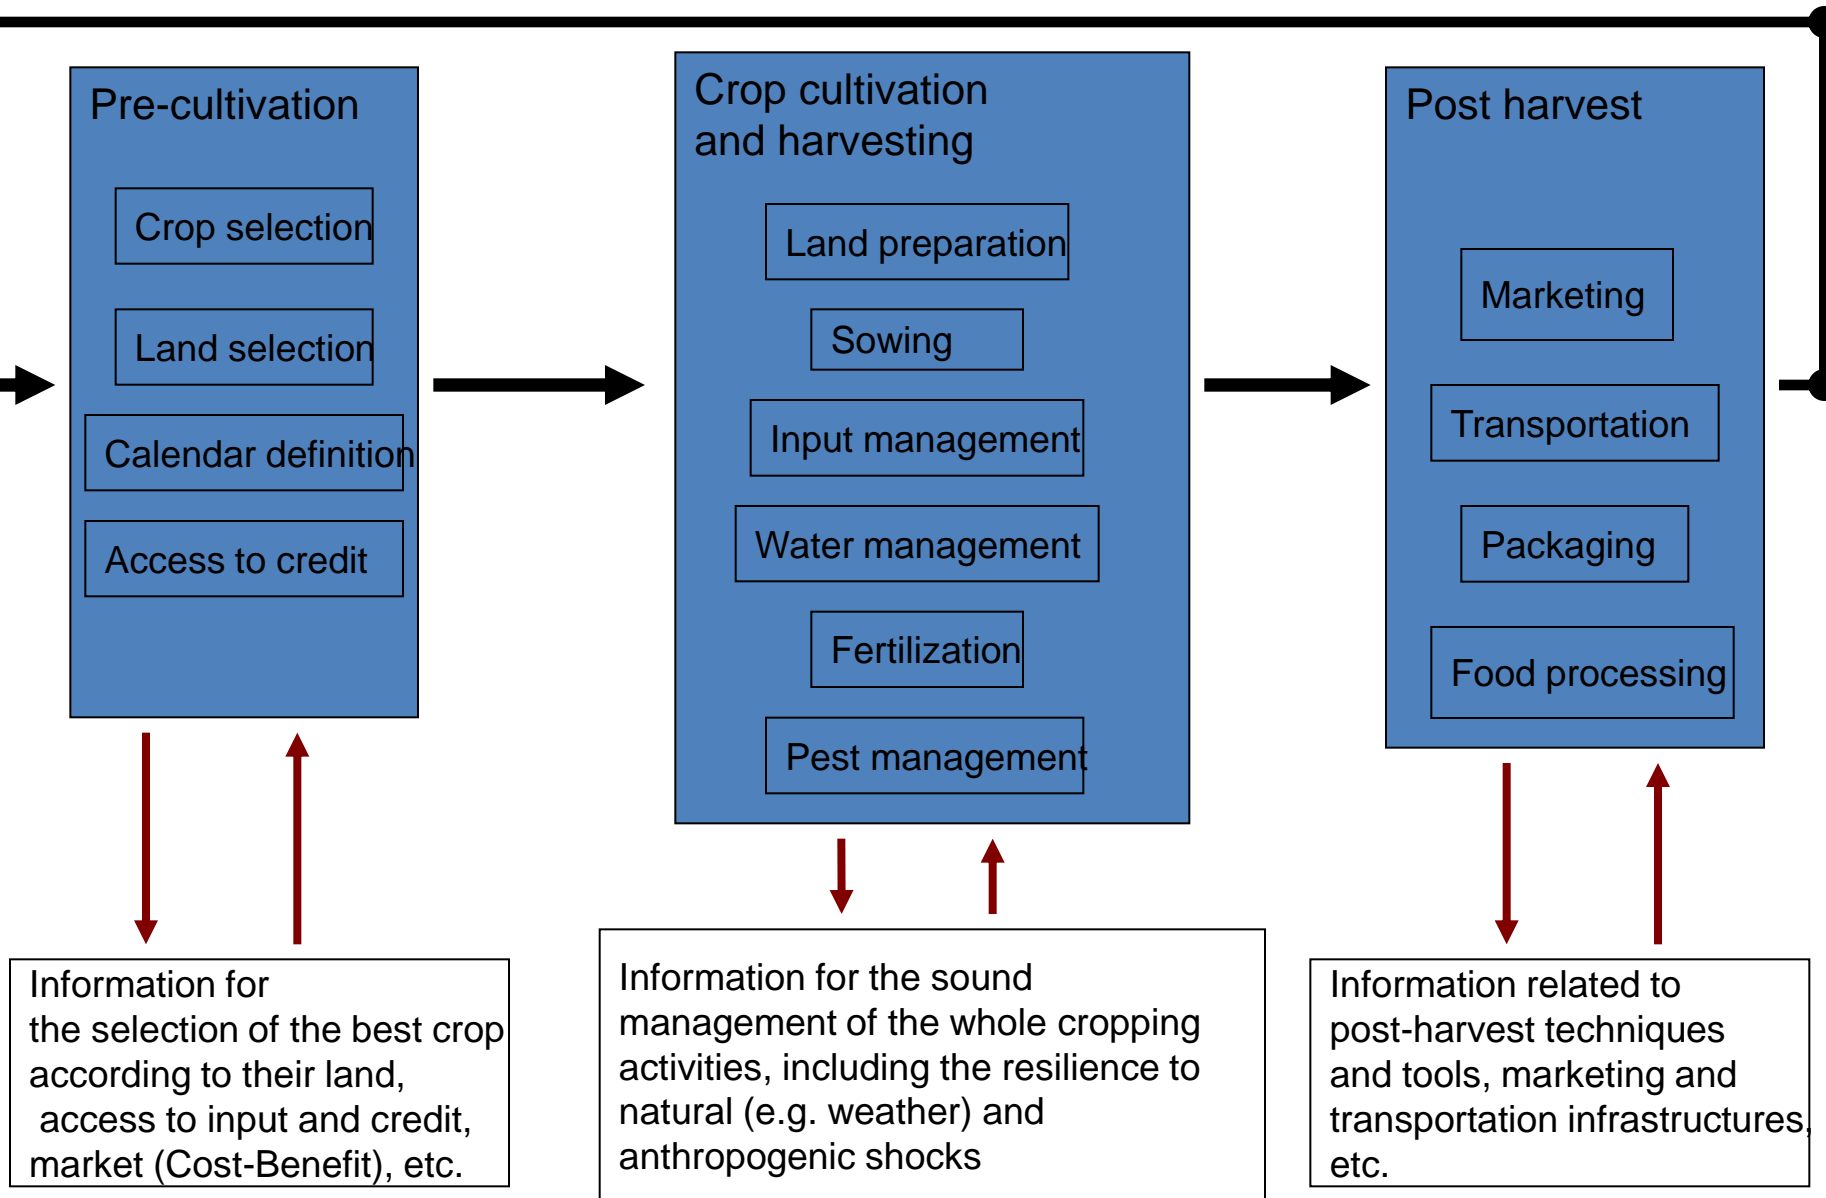 Pre-cultivation
Crop selection
Land selection
Calendar definition
Access to credit
Crop cultivation
and harvesting
Land preparation
Sowing
Input management
Water management
Fertilization
Pest management
Post harvest
Marketing
Transportation
Packaging
Food processing
Information for
the selection of the best crop
according to their land,
access to input and credit,
market (Cost-Benefit), etc.
Information for the sound
management of the whole cropping
activities, including the resilience to
natural (e.g. weather) and
anthropogenic shocks
Information related to
post-harvest techniques
and tools, marketing and
transportation infrastructures,
etc.